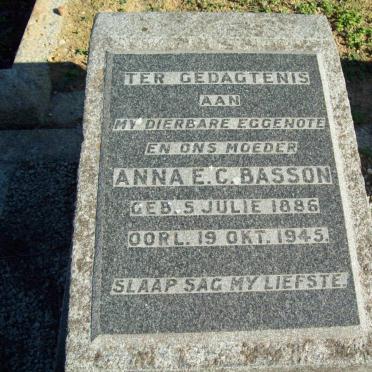 TER GEDAGTENIS
AAN
MY DIERBARE EGGENOTE
EN ONS MOEDER
ANNA E.C. BASSON
GEB. 5 JULIE 1886
OORL. 19 OKT. 1945.
SLAAP SAG MY LIEFSTE.